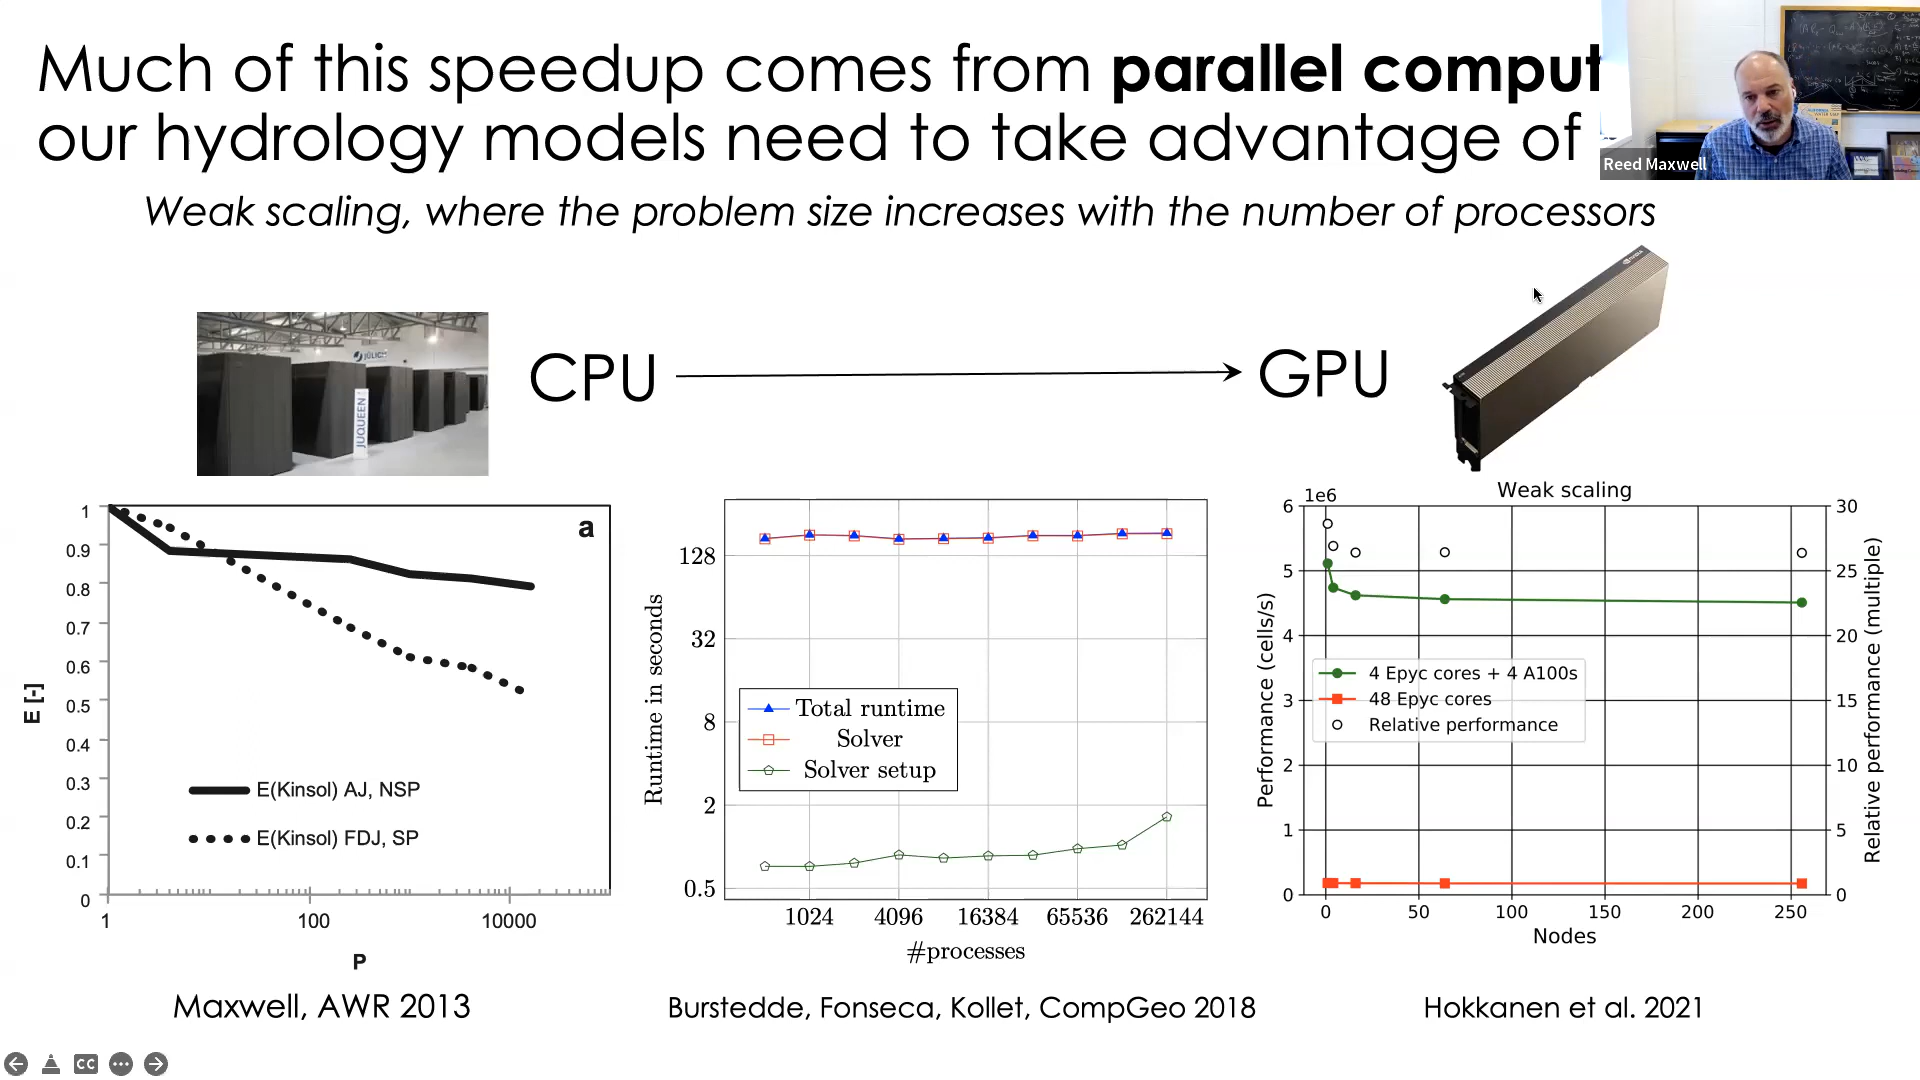 Much of this speedup comes from parallel comput
our hydrology models need to take advantage of
Reed Maxwell
Weak scaling, where the problem size increases with the number of processors
JÜLICH
JUQUEEN
CPU
GPU
a
1
0.9
0.8
0.7
0.6
0.5
0.4
0.3
0.2
0.1
0
E [-]
E(Kinsol) AJ, NSP
E(Kinsol) FDJ, SP
1
100
10000
P
Maxwell, AWR 2013
128
32
8
2
0.5
Runtime in seconds
Total runtime
Solver
Solver setup
1024
4096
16384
65536
262144
#processes
Burstedde, Fonseca, Kollet, CompGeo 2018
Weak scaling
1e6
6
5
4
3
2
1
0
Performance (cells/s)
4 Epyc cores + 4 A100s
48 Epyc cores
Relative performance
30
25
20
15
10
5
0
Relative performance (multiple)
0
50
100
150
200
250
Nodes
Hokkanen et al. 2021
CC